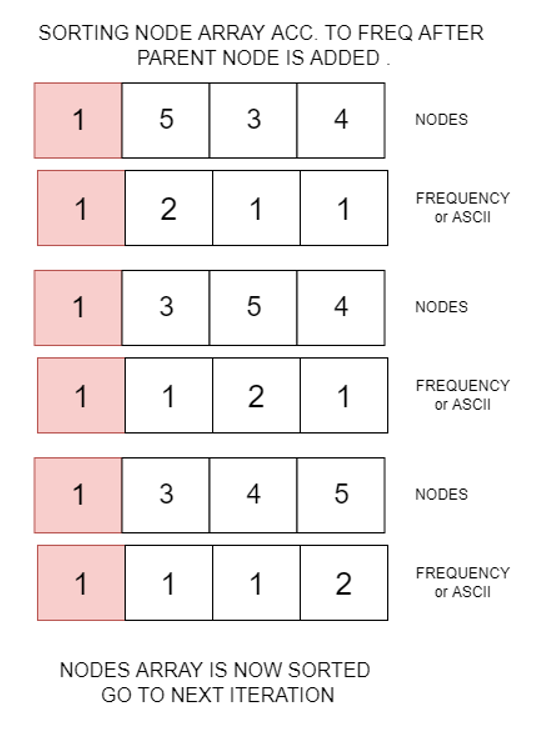 SORTING NODE ARRAY ACC. TO FREQ AFTER
PARENT NODE IS ADDED .
1 5 3 4 NODES
1 2 1 1 FREQUENCY
or ASCII
1 3 5 4 NODES
1 1 2 1 FREQUENCY
or ASCII
1 3 4 5 NODES
1 1 1 2 FREQUENCY
or ASCII
NODES ARRAY IS NOW SORTED
GO TO NEXT ITERATION